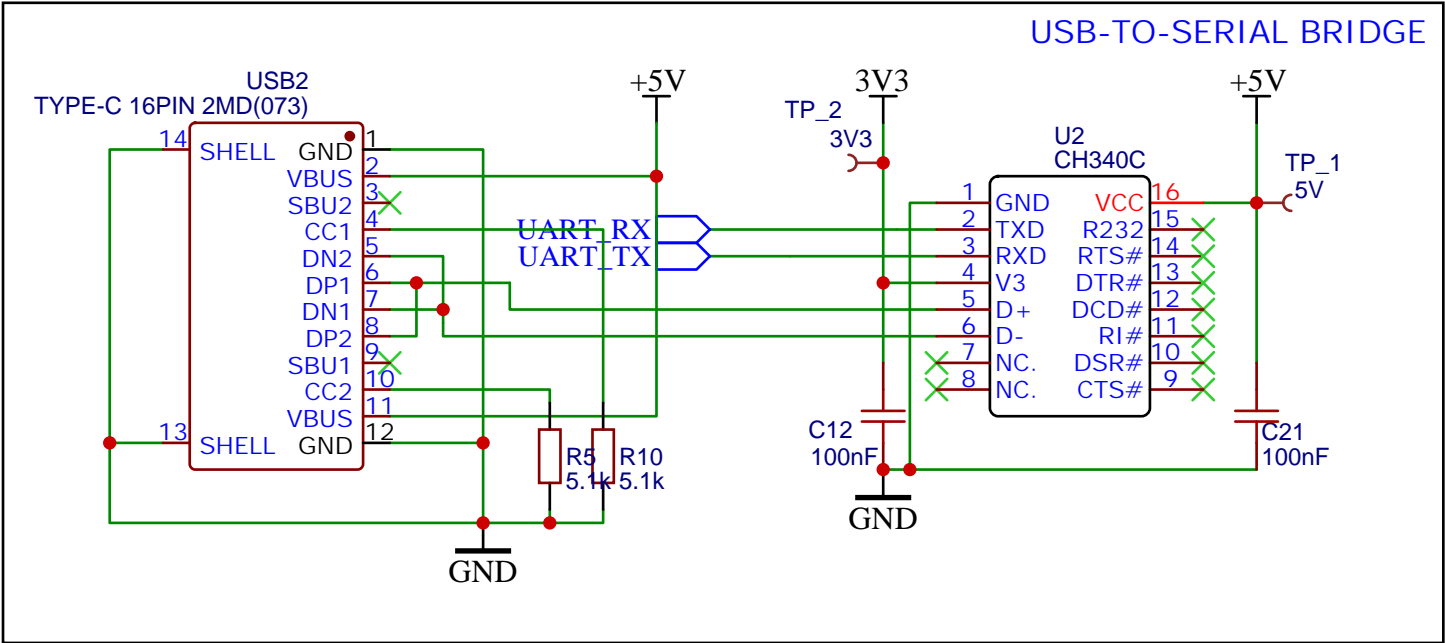 USB-TO-SERIAL BRIDGE
USB2
TYPE-C 16PIN 2MD(073)
14 SHELL
13 SHELL
GND 1
VBUS 2
SBU2 3
CC1 4
DN2 5
DP1 6
DN1 7
DP2 8
SBU1 9
CC2 10
VBUS 11
GND 12
+5V
UART_RX
UART_TX
R5
5.1k
R10
5.1k
GND
3V3
TP_2
3V3
U2
CH340C
1 GND
2 TXD
3 RXD
4 V3
5 D+
6 D-
7 NC.
8 NC.
VCC 16
R232 15
RTS# 14
DTR# 13
DCD# 12
RI# 11
DSR# 10
CTS# 9
+5V
TP_1
5V
C12
100nF
GND
C21
100nF